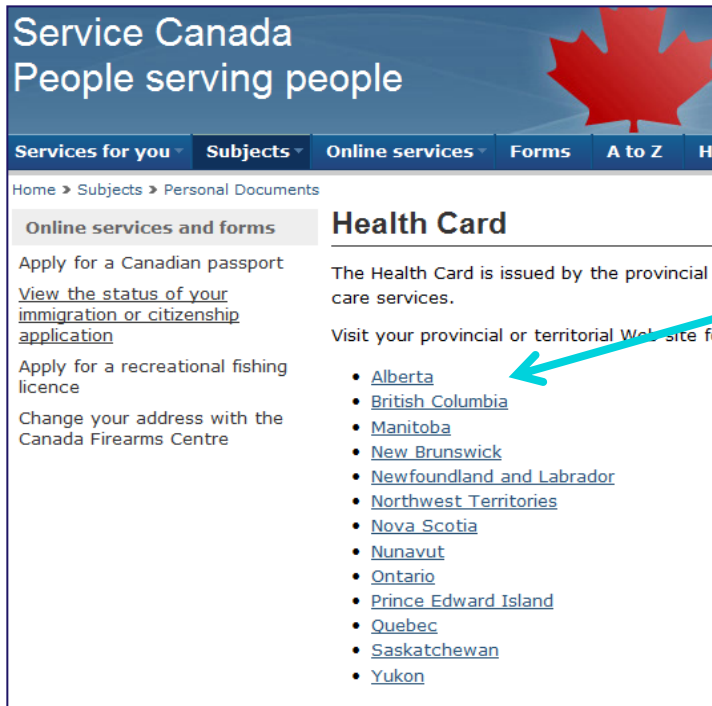 Service Canada
People serving people
Services for you Subjects Online services Forms A to Z H
Home > Subjects > Personal Documents
Online services and forms
Apply for a Canadian passport
View the status of your
immigration or citizenship
application
Apply for a recreational fishing
licence
Change your address with the
Canada Firearms Centre
Health Card
The Health Card is issued by the provincial
care services.
Visit your provincial or territorial Web site f
• Alberta
• British Columbia
• Manitoba
• New Brunswick
• Newfoundland and Labrador
• Northwest Territories
• Nova Scotia
• Nunavut
• Ontario
• Prince Edward Island
• Quebec
• Saskatchewan
• Yukon